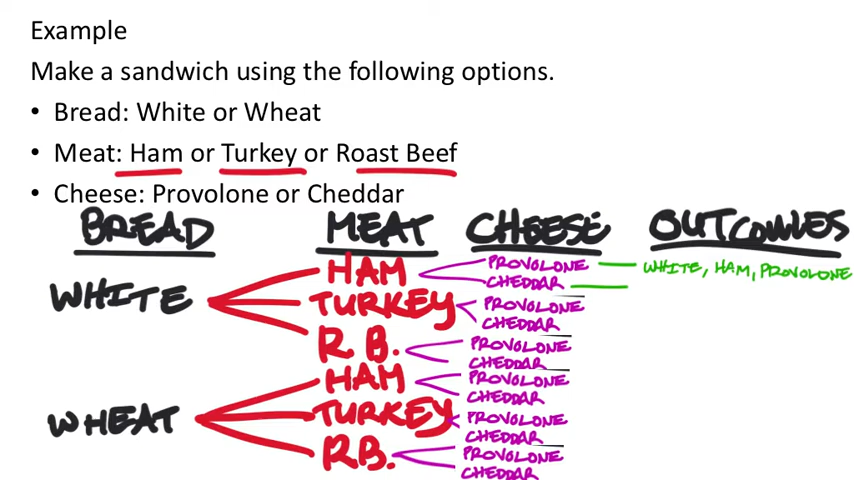 Example
Make a sandwich using the following options.
• Bread: White or Wheat
• Meat: Ham or Turkey or Roast Beef
• Cheese: Provolone or Cheddar
BREAD MEAT CHEESE OUTCOMES
HAM PROVOLONE WHITE, HAM, PROVOLONE
CHEDDAR
WHITE TURKEY PROVOLONE
CHEDDAR
R.B. PROVOLONE
CHEDDAR
HAM PROVOLONE
CHEDDAR
WHEAT TURKEY PROVOLONE
CHEDDAR
R.B. PROVOLONE
CHEDDAR